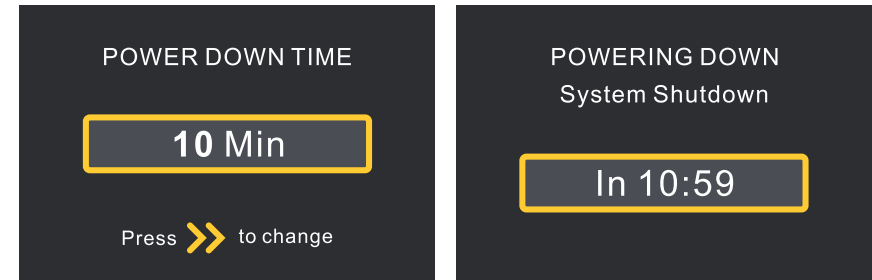 POWER DOWN TIME
10 Min
Press to change
POWERING DOWN
System Shutdown
In 10:59